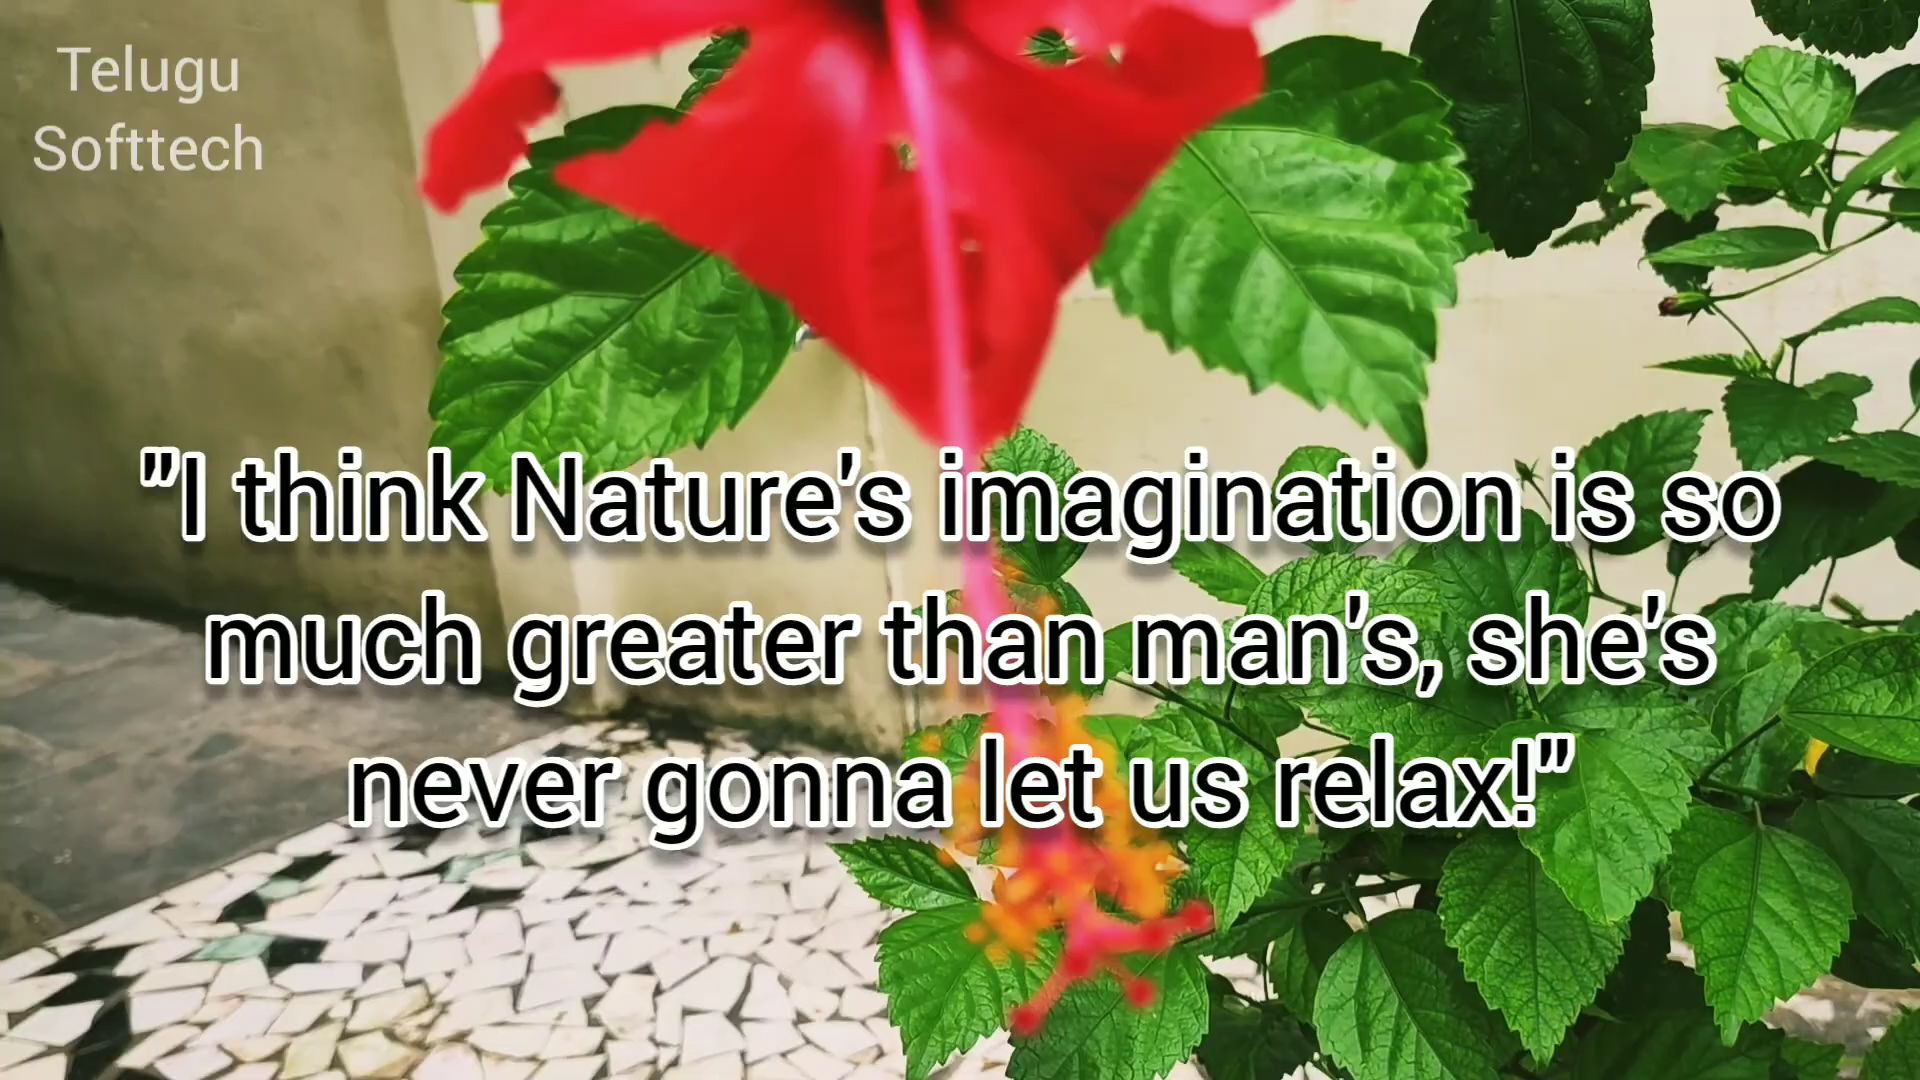 Telugu
Softtech
"I think Nature's imagination is so
much greater than man's, she's
never gonna let us relax!"